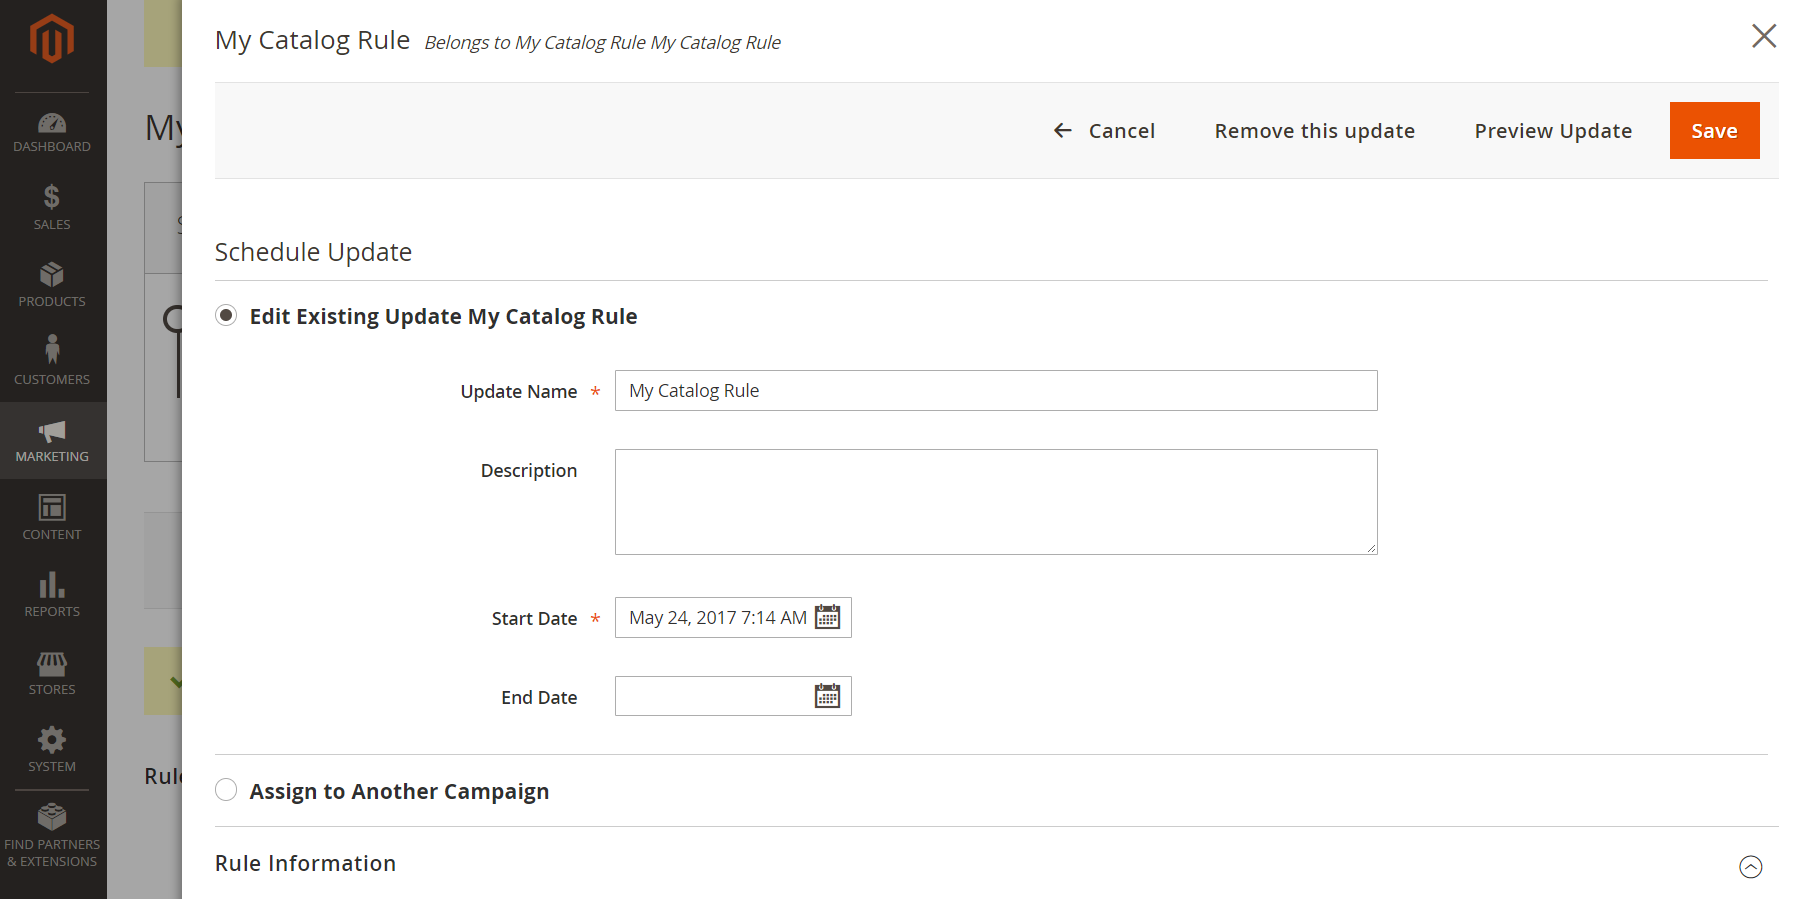 My Catalog Rule Belongs to My Catalog Rule My Catalog Rule
Cancel Remove this update Preview Update Save
DASHBOARD
SALES
PRODUCTS
CUSTOMERS
MARKETING
CONTENT
REPORTS
STORES
SYSTEM
FIND PARTNERS
& EXTENSIONS
My
Rule
Schedule Update
Edit Existing Update My Catalog Rule
Update Name * My Catalog Rule
Description
Start Date * May 24, 2017 7:14 AM
End Date
Assign to Another Campaign
Rule Information